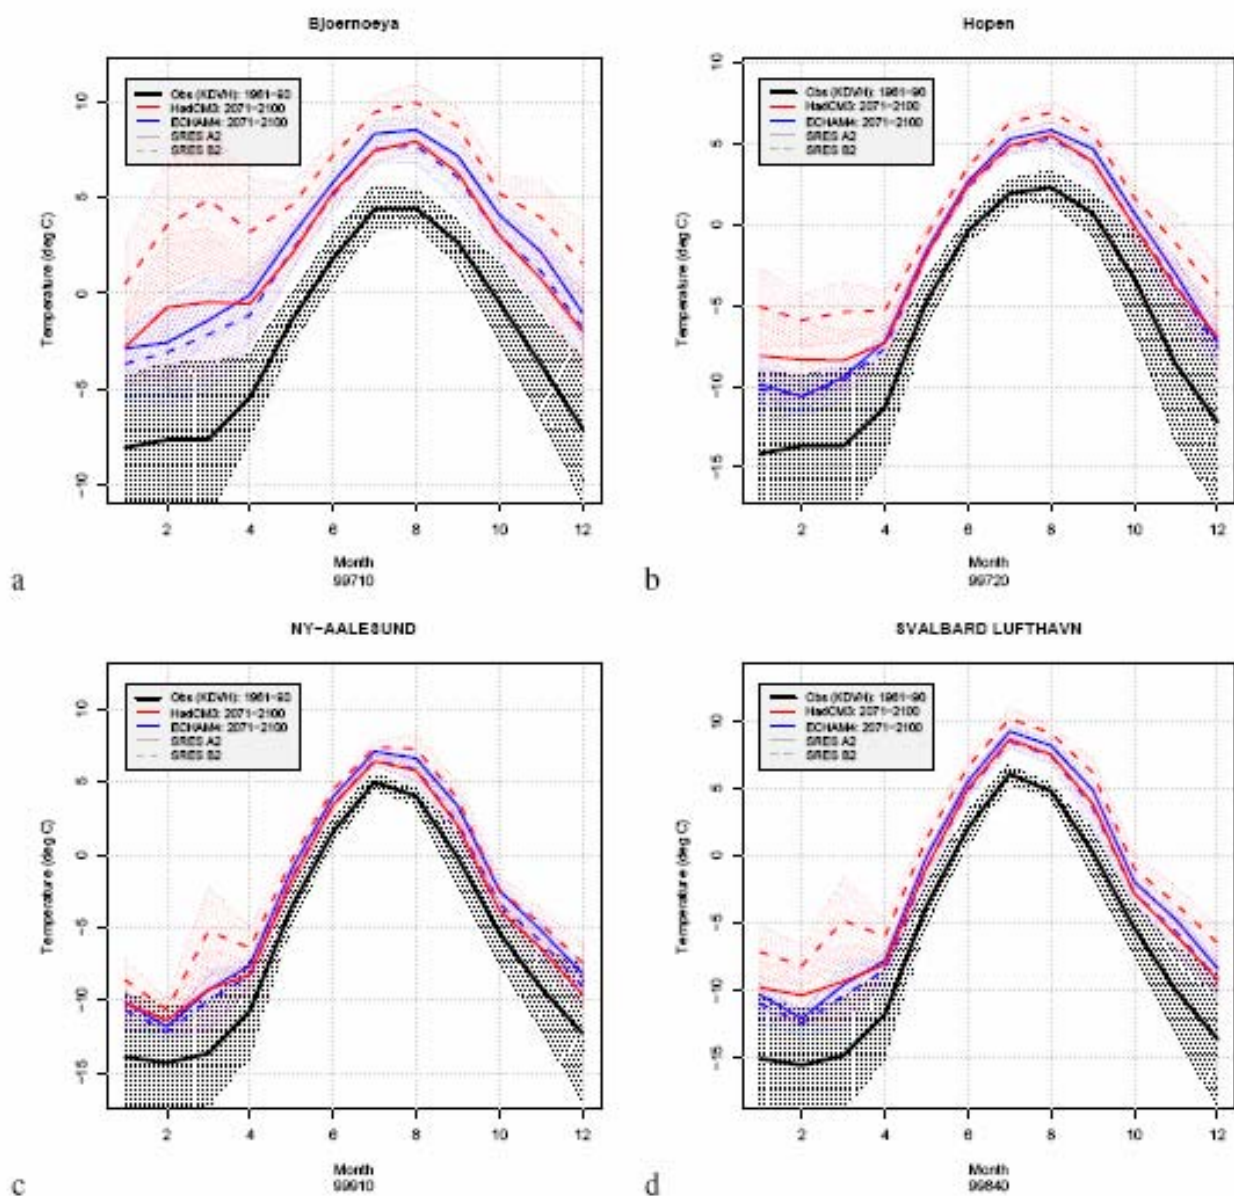 Bjoernoeya
Obs (KDVH): 1961-90
HadCM3: 2071-2100
ECHAM4: 2071-2100
SRES A2
SRES B2
Temperature (deg C)
10
5
0
-5
-10
2 4 6 8 10 12
Month
99710
a
Hopen
Obs (KDVH): 1961-90
HadCM3: 2071-2100
ECHAM4: 2071-2100
SRES A2
SRES B2
Temperature (deg C)
10
5
0
-5
-10
-15
2 4 6 8 10 12
Month
99720
b
NY-AALESUND
Obs (KDVH): 1961-90
HadCM3: 2071-2100
ECHAM4: 2071-2100
SRES A2
SRES B2
Temperature (deg C)
10
5
0
-5
-10
-15
2 4 6 8 10 12
Month
99910
c
SVALBARD LUFTHAVN
Obs (KDVH): 1961-90
HadCM3: 2071-2100
ECHAM4: 2071-2100
SRES A2
SRES B2
Temperature (deg C)
10
5
0
-5
-10
-15
2 4 6 8 10 12
Month
99840
d